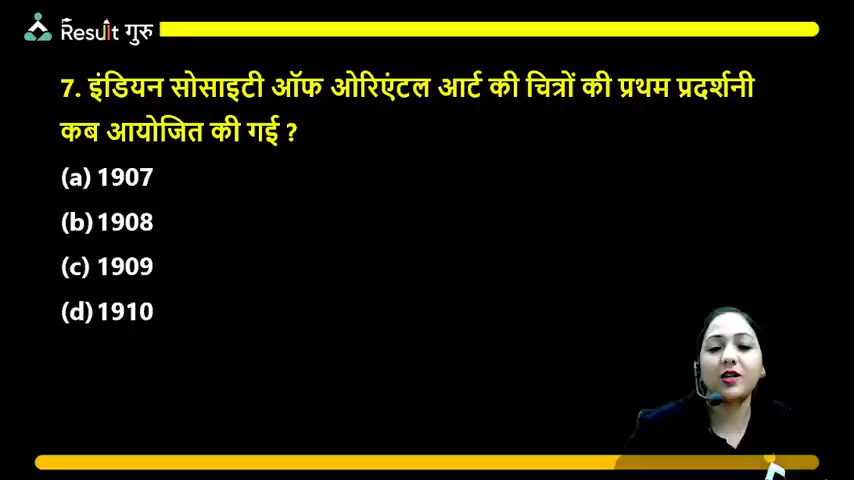 Result गुरु
7. इंडियन सोसाइटी ऑफ ओरिएंटल आर्ट की चित्रों की प्रथम प्रदर्शनी
कब आयोजित की गई ?
(a) 1907
(b) 1908
(c) 1909
(d) 1910